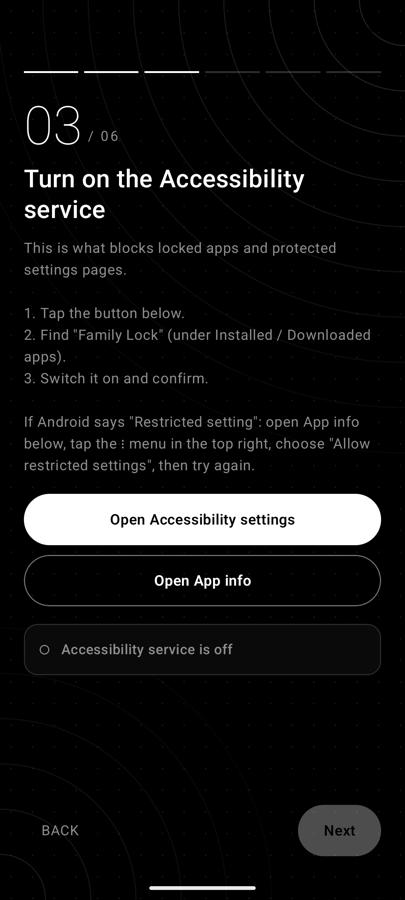 03 / 06
Turn on the Accessibility
service
This is what blocks locked apps and protected
settings pages.
1. Tap the button below.
2. Find "Family Lock" (under Installed / Downloaded
apps).
3. Switch it on and confirm.
If Android says "Restricted setting": open App info
below, tap the ⋮ menu in the top right, choose "Allow
restricted settings", then try again.
Open Accessibility settings
Open App info
Accessibility service is off
BACK
Next